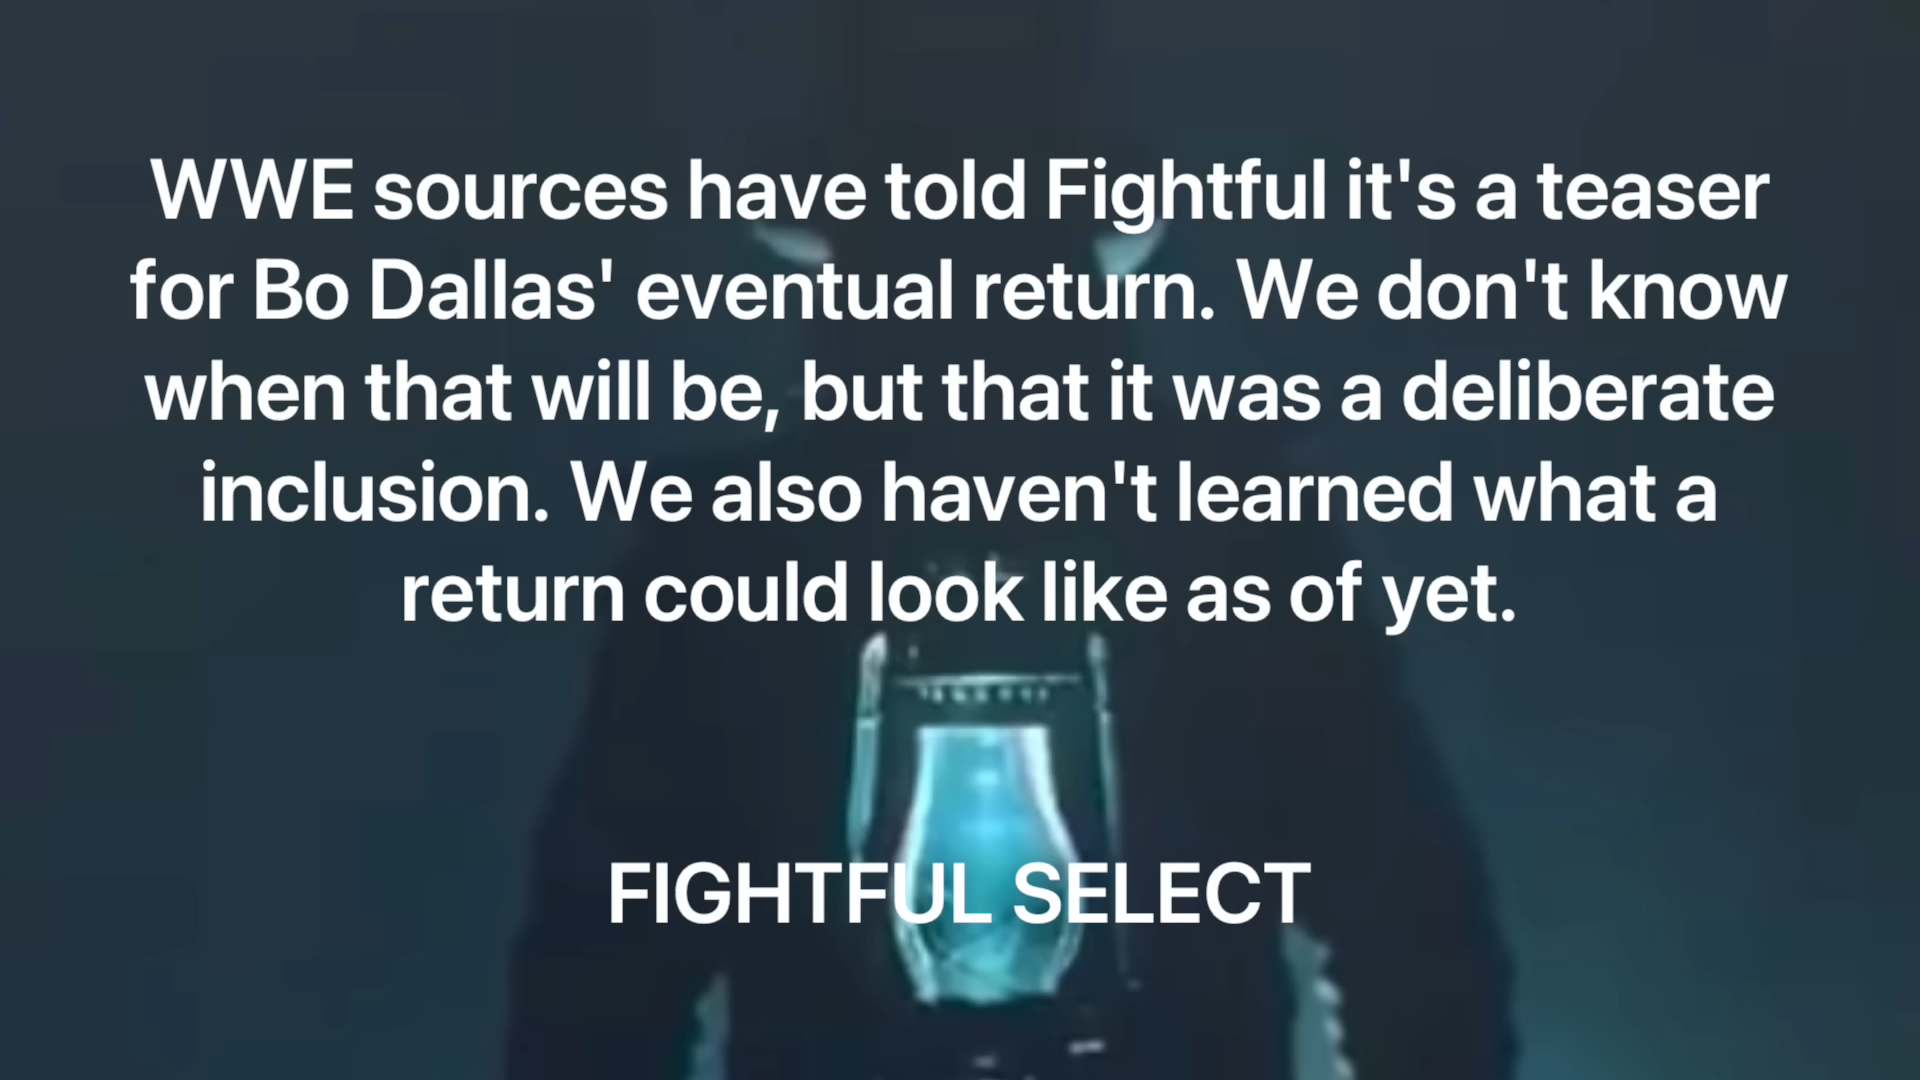 WWE sources have told Fightful it's a teaser
for Bo Dallas' eventual return. We don't know
when that will be, but that it was a deliberate
inclusion. We also haven't learned what a
return could look like as of yet.
FIGHTFUL SELECT